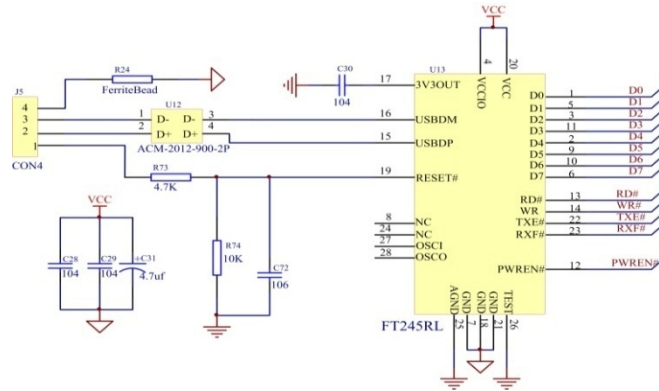 VCC
J5
R24
FerriteBead
C30
104
U13
4
20
17
3V3OUT
VCCIO
VCC
D0
1
D0
D1
5
D1
D2
3
D2
D3
11
D3
D4
2
D4
D5
9
D5
D6
10
D6
D7
6
D7
4
3
2
1
CON4
U12
1
D-
D-
3
2
D+
D+
4
ACM-2012-900-2P
16
USBDM
15
USBDP
R73
4.7K
19
RESET#
RD#
13
RD#
WR
14
WR#
TXE#
22
TXE#
RXF#
23
RXF#
8
NC
24
NC
27
OSCI
28
OSCO
PWREN#
12
PWREN#
VCC
C28
104
C29
104
+C31
4.7uf
R74
10K
C72
106
AGND
GND
GND
GND
TEST
25
7
18
21
26
FT245RL